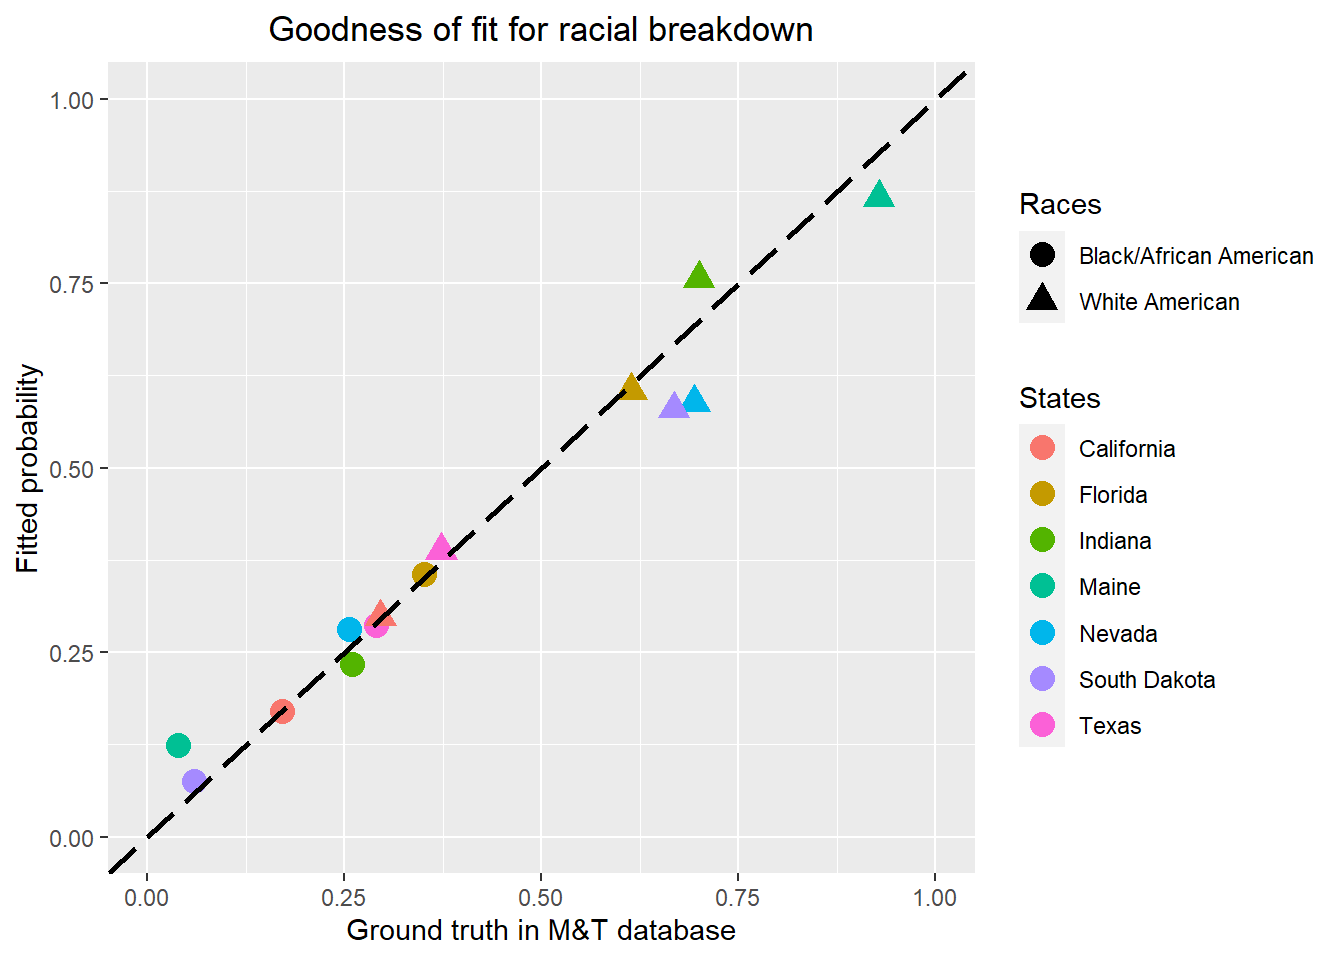 Goodness of fit for racial breakdown
1.00
0.75
0.50
0.25
0.00
Fitted probability
0.00 0.25 0.50 0.75 1.00
Ground truth in M&T database
Races
Black/African American
White American
States
California
Florida
Indiana
Maine
Nevada
South Dakota
Texas